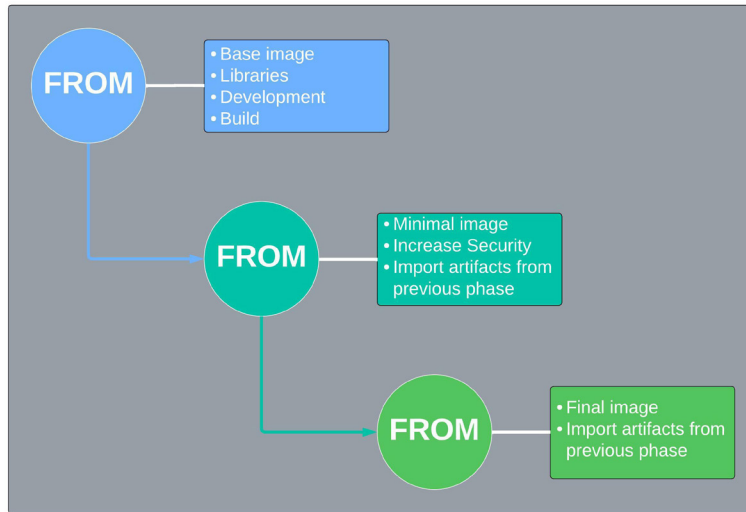 FROM
• Base image
• Libraries
• Development
• Build
FROM
• Minimal image
• Increase Security
• Import artifacts from
previous phase
FROM
• Final image
• Import artifacts from
previous phase